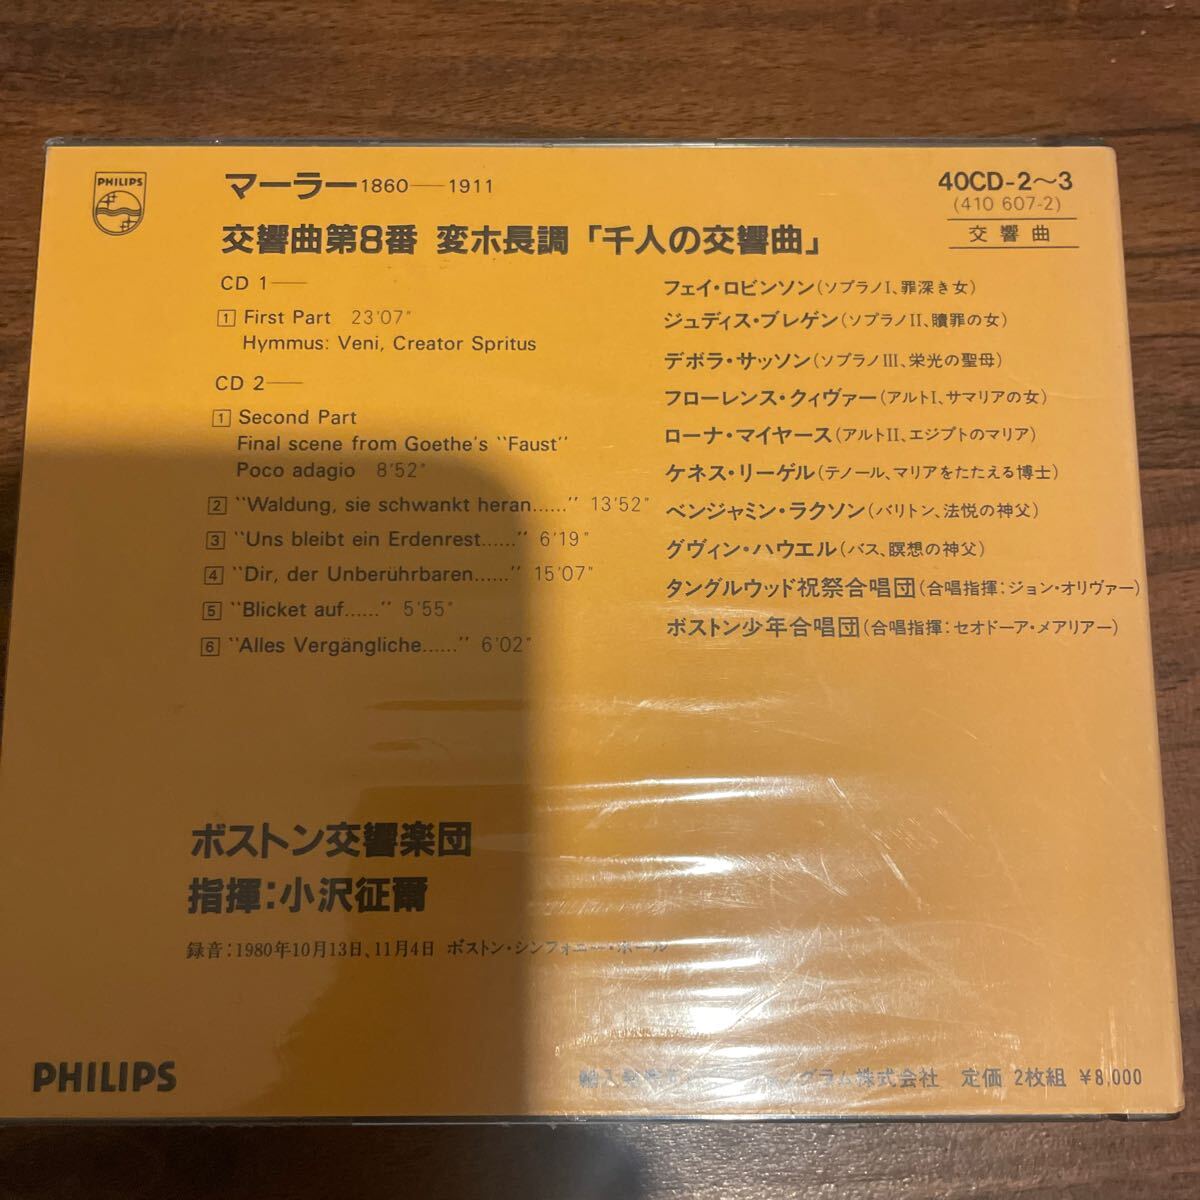 PHILIPS
マーラー1860—1911
交響曲第8番 変ホ長調「千人の交響曲」
40CD-2～3
(410 607-2)
交響曲
CD 1—
1 First Part 23'07"
Hymmus: Veni, Creator Spritus
CD 2—
1 Second Part
Final scene from Goethe's "Faust"
Poco adagio 8'52"
2 "Waldung, sie schwankt heran......" 13'52"
3 "Uns bleibt ein Erdenrest......" 6'19"
4 "Dir, der Unberührbaren......" 15'07"
5 "Blicket auf......" 5'55"
6 "Alles Vergängliche......" 6'02"
フェイ・ロビンソン(ソプラノI、罪深き女)
ジュディス・ブレゲン(ソプラノII、贖罪の女)
デボラ・サッソン(ソプラノIII、栄光の聖母)
フローレンス・クィヴァー(アルトI、サマリアの女)
ローナ・マイヤース(アルトII、エジプトのマリア)
ケネス・リーゲル(テノール、マリアをたたえる博士)
ベンジャミン・ラクソン(バリトン、法悦の神父)
グヴィン・ハウエル(バス、瞑想の神父)
タングルウッド祝祭合唱団(合唱指揮:ジョン・オリヴァー)
ボストン少年合唱団(合唱指揮:セオドーア・メアリアー)
ボストン交響楽団
指揮:小沢征爾
録音:1980年10月13日、11月4日 ボストン・シンフォニー・ホール
PHILIPS
輸入発売元 グラム株式会社 定価 2枚組 ¥8,000